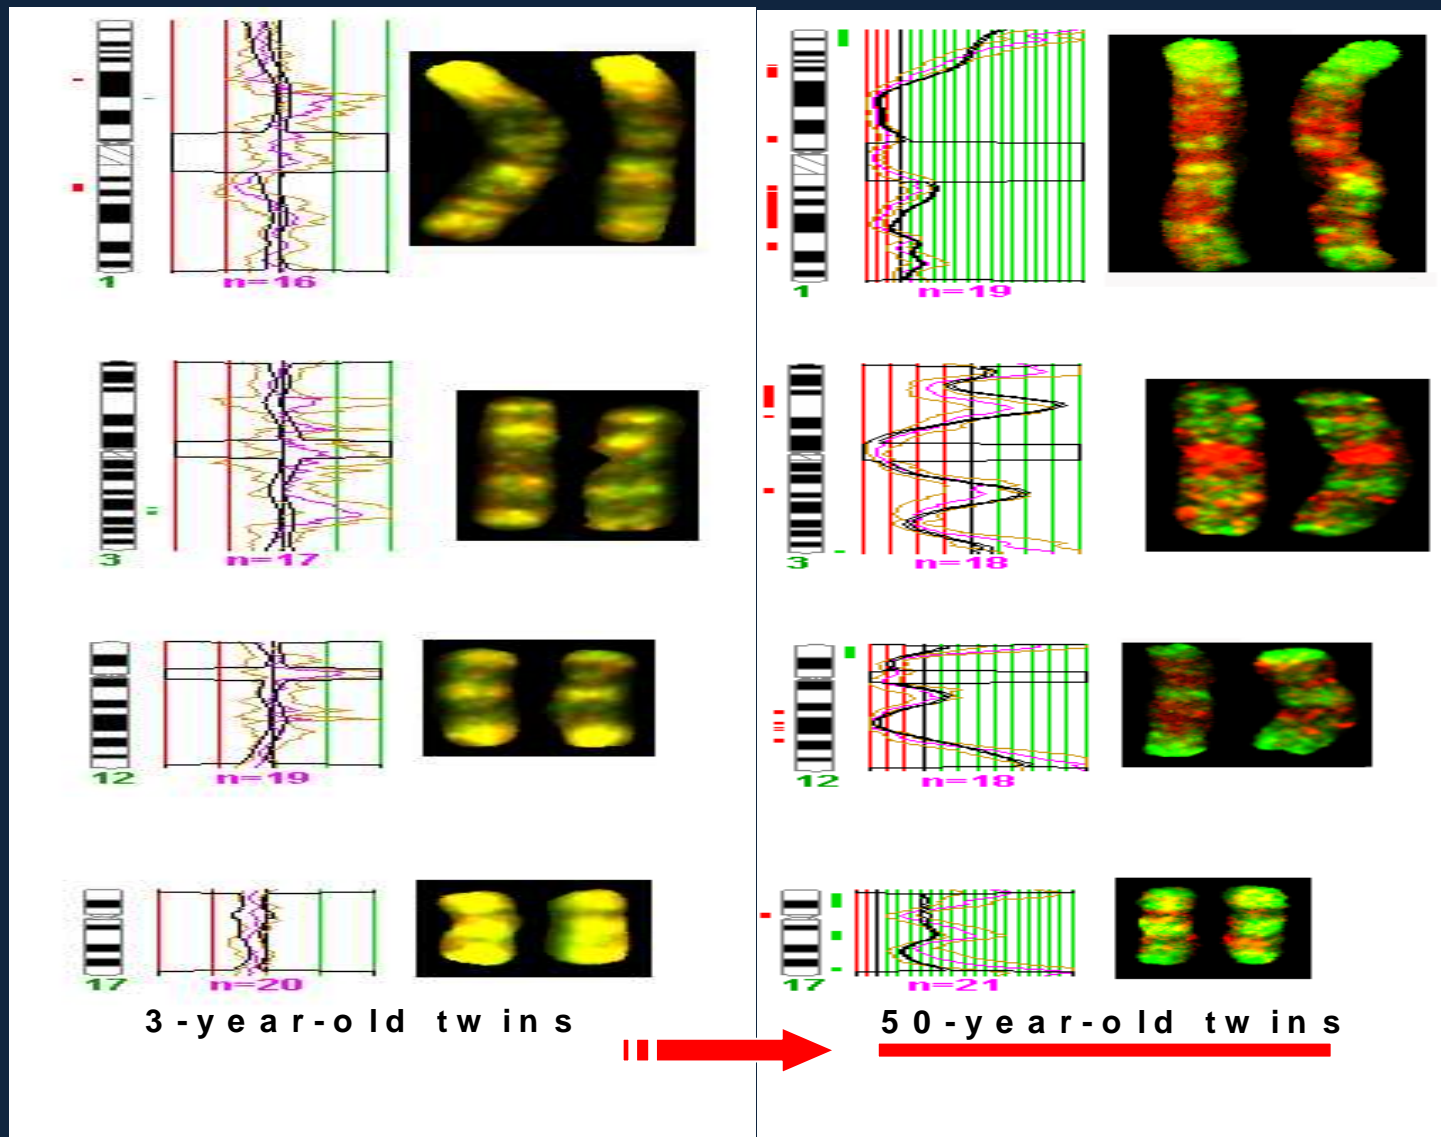 1 n=16
1 n=19
3 n=17
3 n=18
12 n=19
12 n=18
17 n=20
17 n=21
3-year-old twins
50-year-old twins